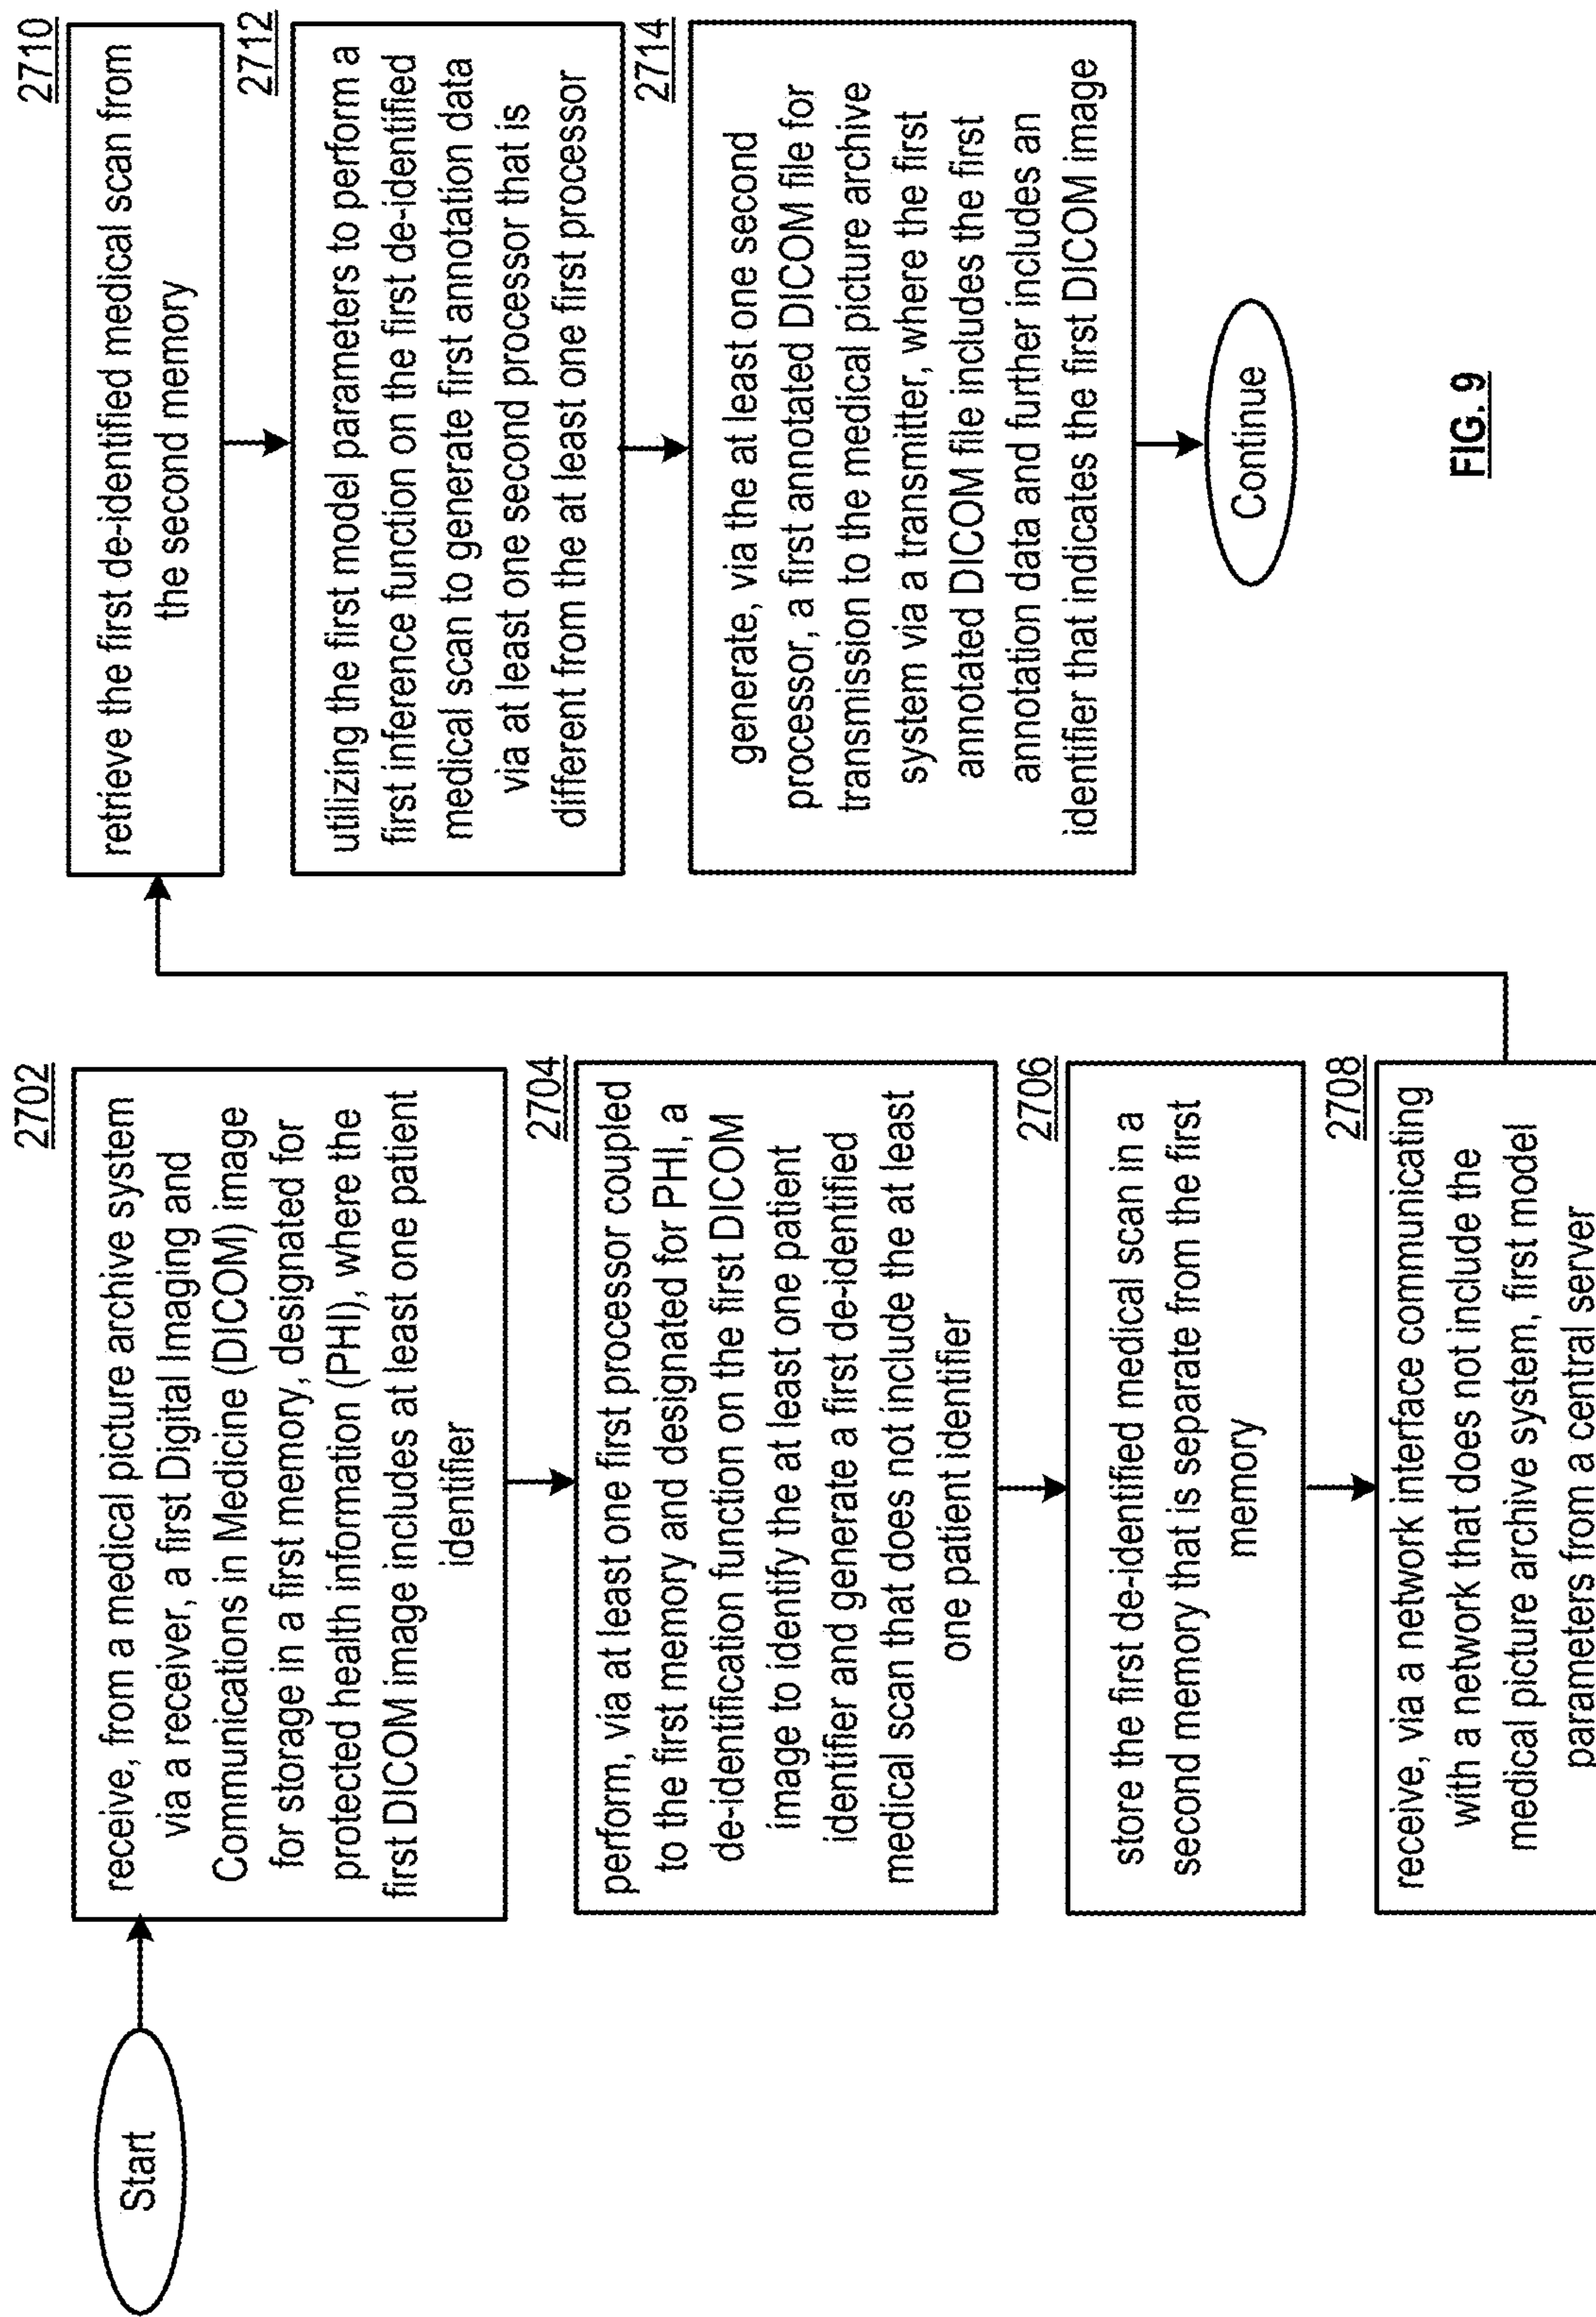 Start
2702
receive, from a medical picture archive system
via a receiver, a first Digital Imaging and
Communications in Medicine (DICOM) image
for storage in a first memory, designated for
protected health information (PHI), where the
first DICOM image includes at least one patient
identifier
2704
perform, via at least one first processor coupled
to the first memory and designated for PHI, a
de-identification function on the first DICOM
image to identify the at least one patient
identifier and generate a first de-identified
medical scan that does not include the at least
one patient identifier
2706
store the first de-identified medical scan in a
second memory that is separate from the first
memory
2708
receive, via a network interface communicating
with a network that does not include the
medical picture archive system, first model
parameters from a central server
2710
retrieve the first de-identified medical scan from
the second memory
2712
utilizing the first model parameters to perform a
first inference function on the first de-identified
medical scan to generate first annotation data
via at least one second processor that is
different from the at least one first processor
2714
generate, via the at least one second
processor, a first annotated DICOM file for
transmission to the medical picture archive
system via a transmitter, where the first
annotated DICOM file includes the first
annotation data and further includes an
identifier that indicates the first DICOM image
Continue
FIG. 9